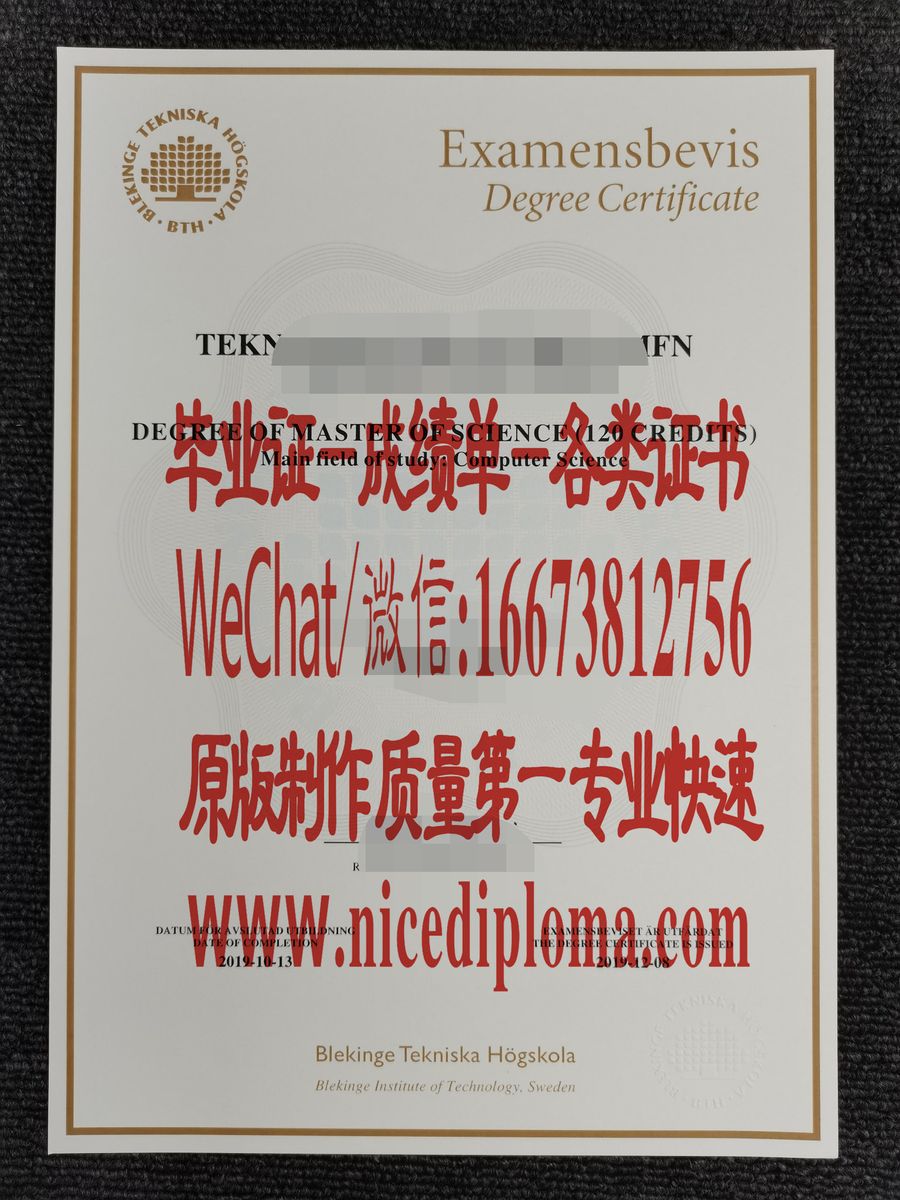 BLEKINGE TEKNISKA HÖGSKOLA
· BTH ·
Examensbevis
Degree Certificate
TEKN
MFN
DEGREE OF MASTER OF SCIENCE (120 CREDITS)
Main field of study: Computer Science
毕业证一成绩单一各类证书
WeChat/微信:16673812756
原版制作质量第一专业快速
R
www.nicediploma.com
DATUM FÖR AVSLUTAD UTBILDNING
DATE OF COMPLETION
2019-10-13
EXAMENSBEVISET ÄR UTFÄRDAT
THE DEGREE CERTIFICATE IS ISSUED
2019-12-08
Blekinge Tekniska Högskola
Blekinge Institute of Technology, Sweden